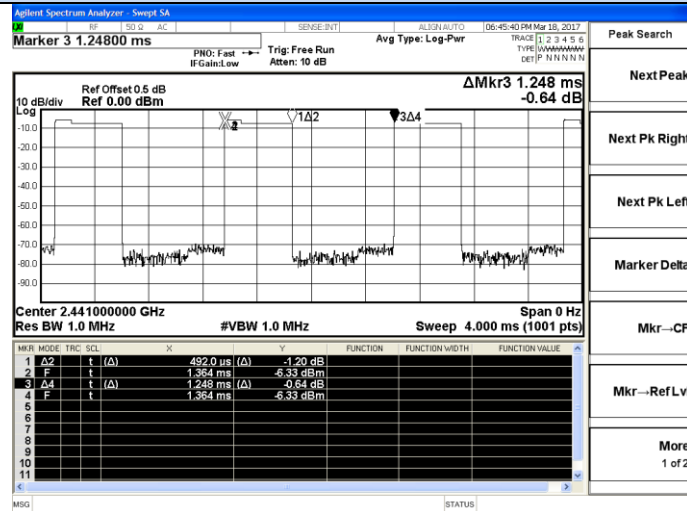 Agilent Spectrum Analyzer - Swept SA
RF 50 Ω AC SENSE:INT ALIGN AUTO 06:45:40 PM Mar 18, 2017
Marker 3 1.24800 ms
PNO: Fast
IFGain:Low
Trig: Free Run
Atten: 10 dB
Avg Type: Log-Pwr
TRACE 1 2 3 4 5 6
TYPE WWWWWW
DET P N N N N N
Peak Search
Next Peak
Next Pk Right
Next Pk Left
Marker Delta
Mkr→CF
Mkr→Ref Lvl
More
1 of 2
Ref Offset 0.5 dB
10 dB/div Ref 0.00 dBm
ΔMkr3 1.248 ms
-0.64 dB
Log
1Δ2
3Δ4
-10.0
-20.0
-30.0
-40.0
-50.0
-60.0
-70.0
-80.0
-90.0
Center 2.441000000 GHz Span 0 Hz
Res BW 1.0 MHz #VBW 1.0 MHz Sweep 4.000 ms (1001 pts)
MKR MODE TRC SCL X Y FUNCTION FUNCTION WIDTH FUNCTION VALUE
1 Δ2 t (Δ) 492.0 µs (Δ) -1.20 dB
2 F t 1.364 ms -6.33 dBm
3 Δ4 t (Δ) 1.248 ms (Δ) -0.64 dB
4 F t 1.364 ms -6.33 dBm
5
6
7
8
9
10
11
MSG STATUS